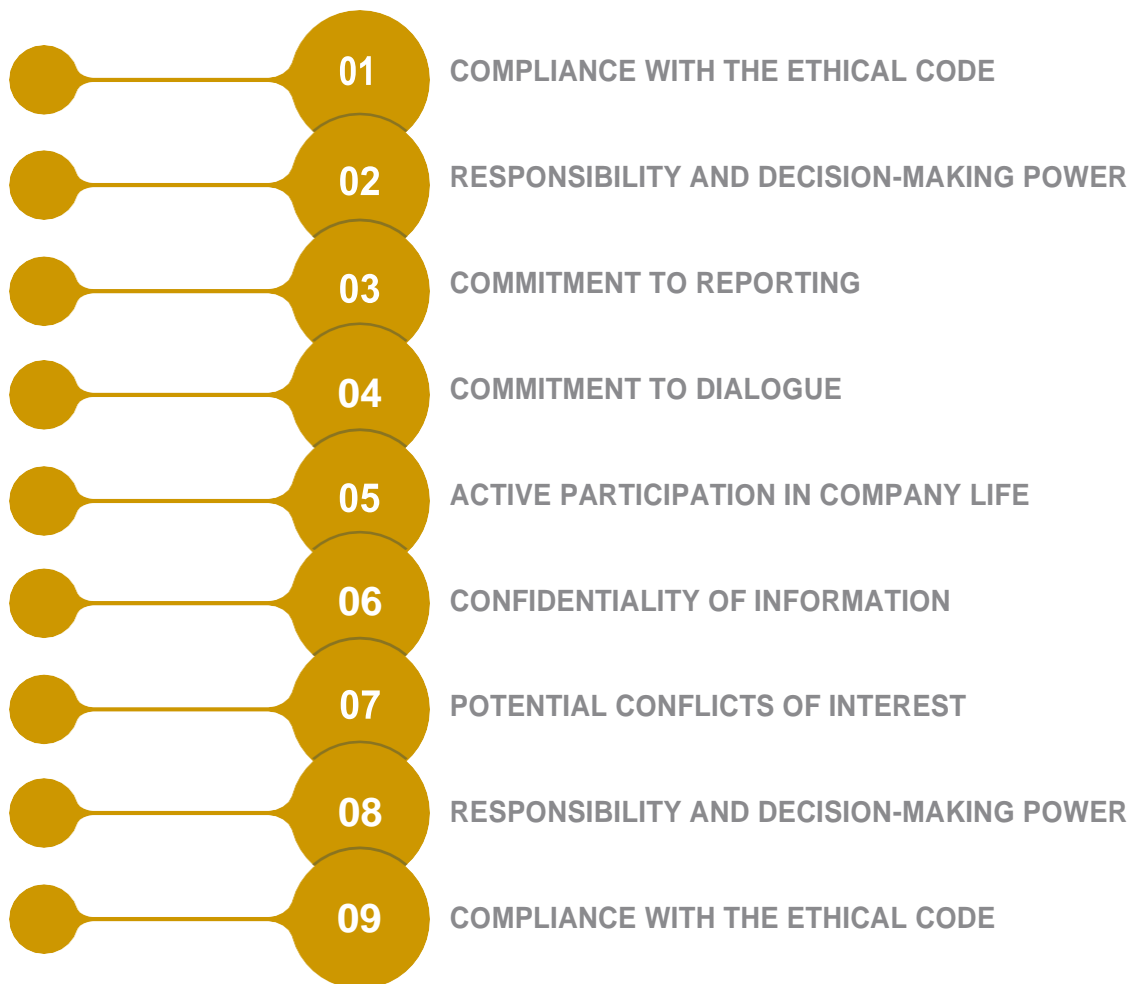 01 COMPLIANCE WITH THE ETHICAL CODE
02 RESPONSIBILITY AND DECISION-MAKING POWER
03 COMMITMENT TO REPORTING
04 COMMITMENT TO DIALOGUE
05 ACTIVE PARTICIPATION IN COMPANY LIFE
06 CONFIDENTIALITY OF INFORMATION
07 POTENTIAL CONFLICTS OF INTEREST
08 RESPONSIBILITY AND DECISION-MAKING POWER
09 COMPLIANCE WITH THE ETHICAL CODE